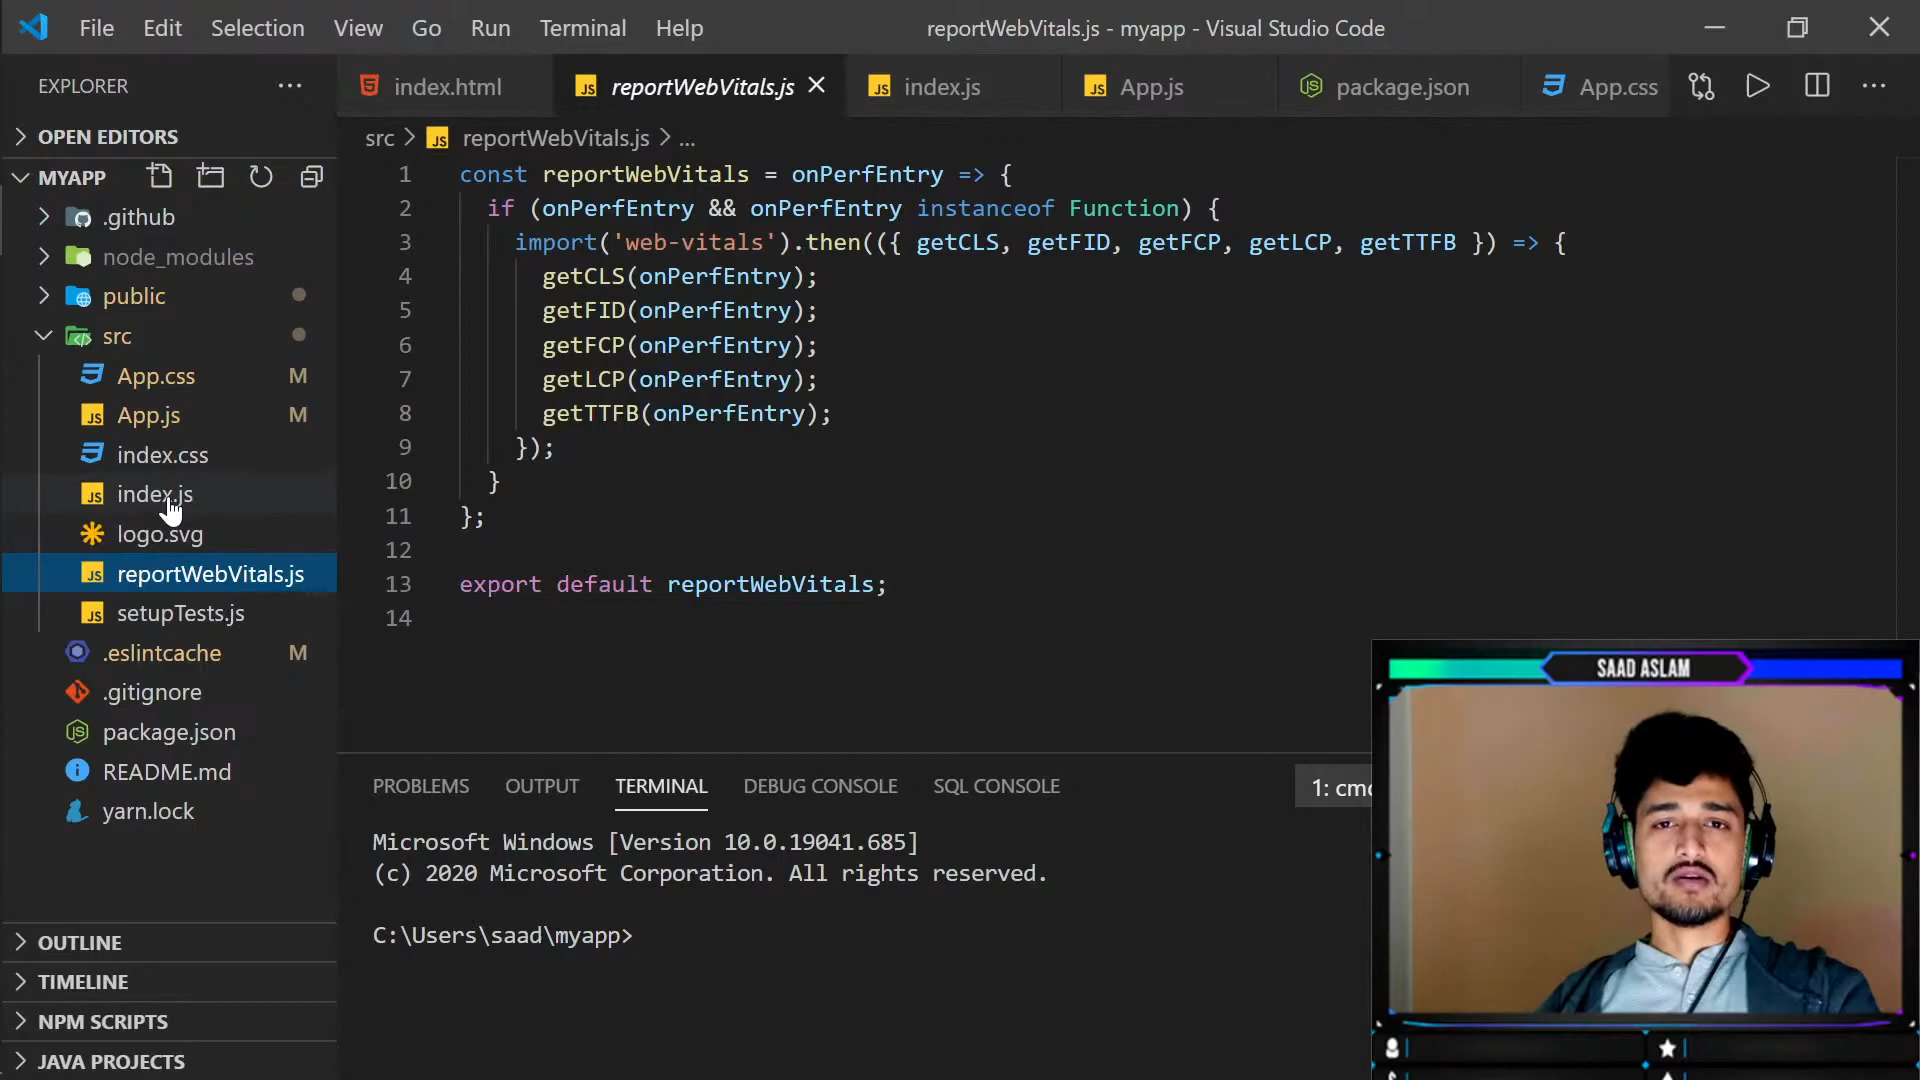 File Edit Selection View Go Run Terminal Help
reportWebVitals.js - myapp - Visual Studio Code
EXPLORER
OPEN EDITORS
MYAPP
.github
node_modules
public
src
App.css M
App.js M
index.css
index.js
logo.svg
reportWebVitals.js
setupTests.js
.eslintcache M
.gitignore
package.json
README.md
yarn.lock
OUTLINE
TIMELINE
NPM SCRIPTS
JAVA PROJECTS
index.html reportWebVitals.js index.js App.js package.json App.css
src > JS reportWebVitals.js > ...
1 const reportWebVitals = onPerfEntry => {
2 if (onPerfEntry && onPerfEntry instanceof Function) {
3 import('web-vitals').then(({ getCLS, getFID, getFCP, getLCP, getTTFB }) => {
4 getCLS(onPerfEntry);
5 getFID(onPerfEntry);
6 getFCP(onPerfEntry);
7 getLCP(onPerfEntry);
8 getTTFB(onPerfEntry);
9 });
10 }
11 };
12
13 export default reportWebVitals;
14
PROBLEMS OUTPUT TERMINAL DEBUG CONSOLE SQL CONSOLE
1: cmd
Microsoft Windows [Version 10.0.19041.685]
(c) 2020 Microsoft Corporation. All rights reserved.
C:\Users\saad\myapp>
SAAD ASLAM